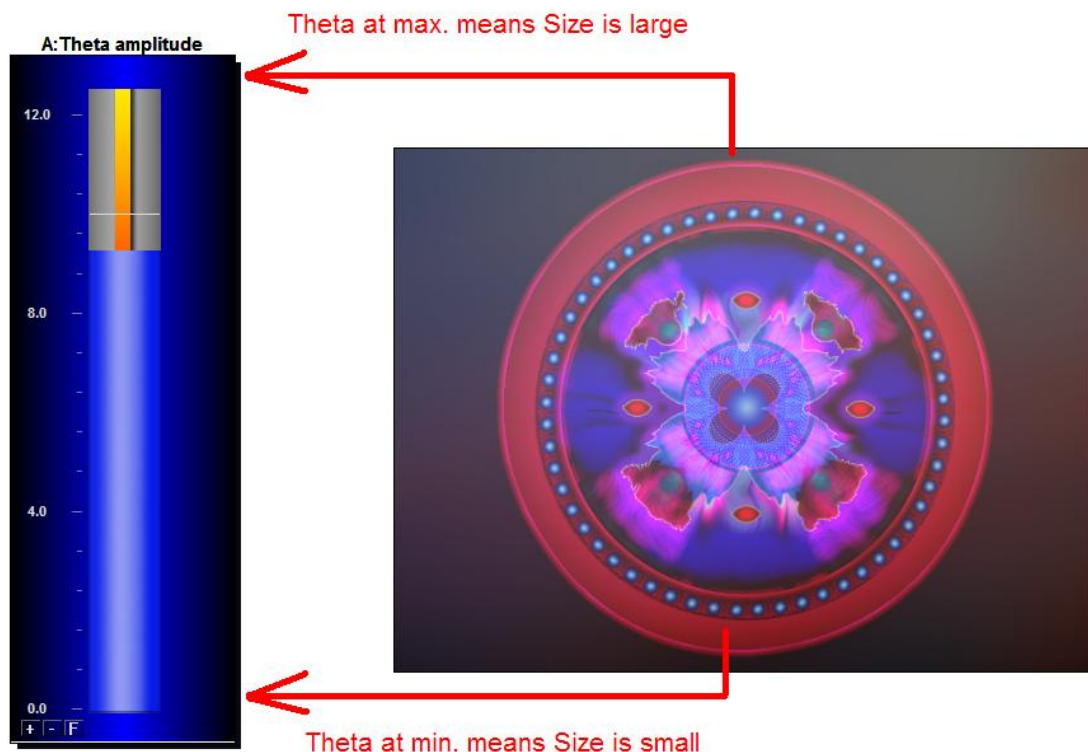 Theta at max. means Size is large
A: Theta amplitude
12.0
8.0
4.0
0.0
+ - F
Theta at min. means Size is small